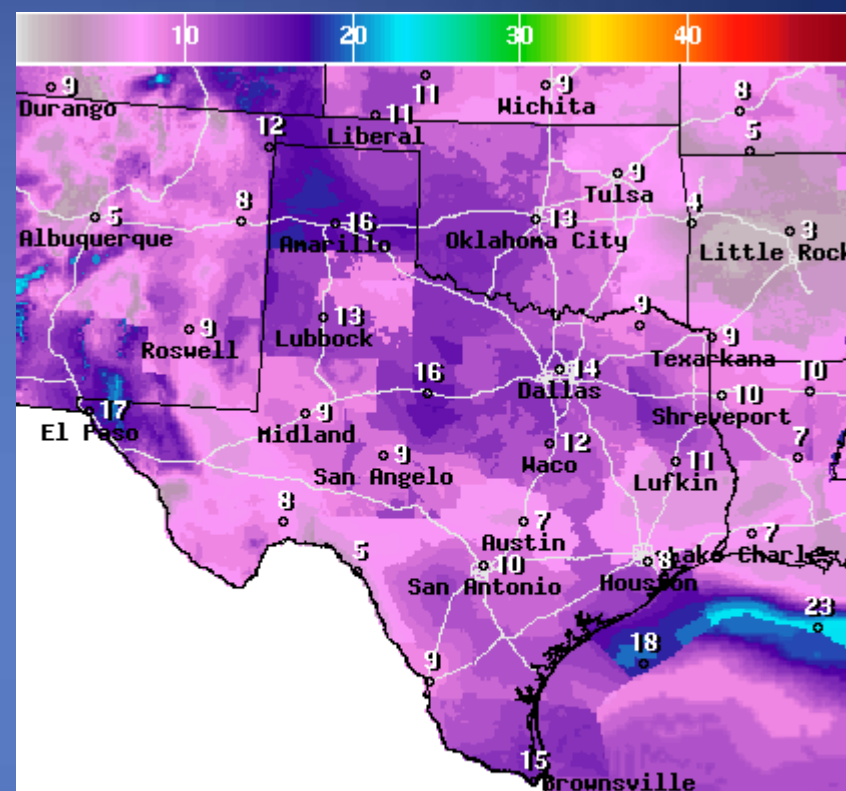 10 20 30 40
9 11 9 8
Durango Wichita
12 11 5
Liberal
9
Tulsa
5 8 16 13 4 3
Albuquerque Amarillo Oklahoma City Little Rock
9 13 9 9
Roswell Lubbock Texarkana
16 14 10 10
Dallas
17 9 Shreveport
El Paso Midland
9 12 11 7
San Angelo Waco Lufkin
8 7 7
Austin Lake Charles
5 10 8
San Antonio Houston
23
18
9
15
Brownsville